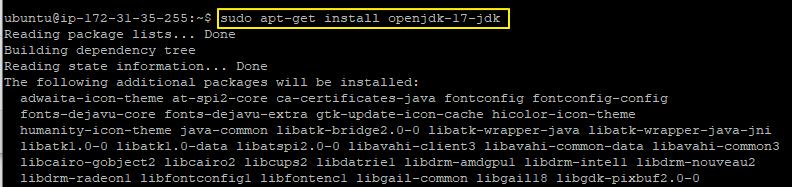 ubuntu@ip-172-31-35-255:~$ sudo apt-get install openjdk-17-jdk
Reading package lists... Done
Building dependency tree
Reading state information... Done
The following additional packages will be installed:
adwaita-icon-theme at-spi2-core ca-certificates-java fontconfig fontconfig-config
fonts-dejavu-core fonts-dejavu-extra gtk-update-icon-cache hicolor-icon-theme
humanity-icon-theme java-common libatk-bridge2.0-0 libatk-wrapper-java libatk-wrapper-java-jni
libatk1.0-0 libatk1.0-data libatspi2.0-0 libavahi-client3 libavahi-common-data libavahi-common3
libcairo-gobject2 libcairo2 libcups2 libdatrie1 libdrm-amdgpu1 libdrm-intel1 libdrm-nouveau2
libdrm-radeon1 libfontconfig1 libfontenc1 libgail-common libgail18 libgdk-pixbuf2.0-0